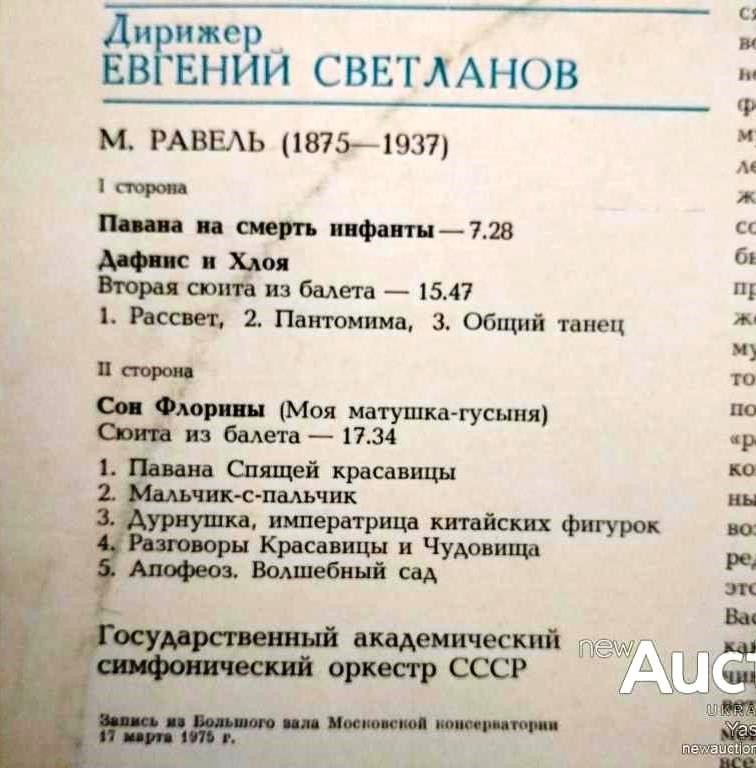 Дирижер
ЕВГЕНИЙ СВЕТЛАНОВ
М. РАВЕЛЬ (1875—1937)
I сторона
Павана на смерть инфанты — 7.28
Дафнис и Хлоя
Вторая сюита из балета — 15.47
1. Рассвет, 2. Пантомима, 3. Общий танец
II сторона
Сон Флорины (Моя матушка-гусыня)
Сюита из балета — 17.34
1. Павана Спящей красавицы
2. Мальчик-с-пальчик
3. Дурнушка, императрица китайских фигурок
4. Разговоры Красавицы и Чудовища
5. Апофеоз. Волшебный сад
Государственный академический
симфонический оркестр СССР
Запись из Большого зала Московской консерватории
17 марта 1975 г.